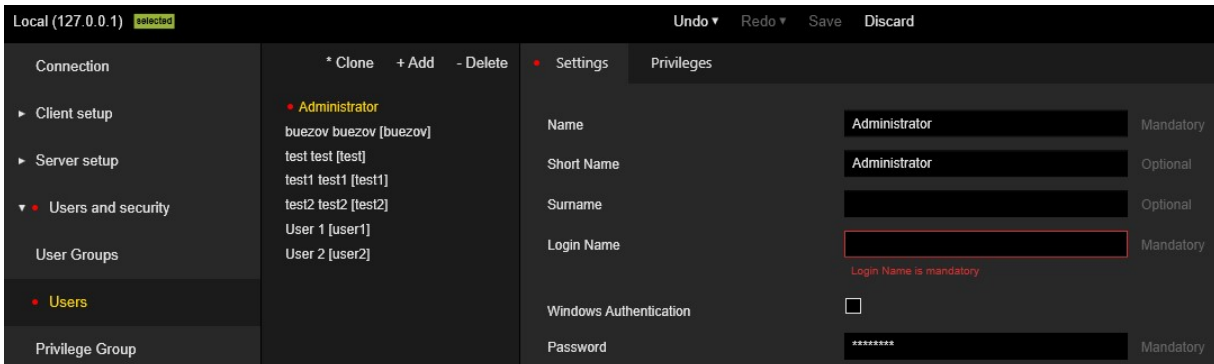 Local (127.0.0.1) selected
Undo ▾ Redo ▾ Save Discard
Connection
Client setup
Server setup
Users and security
User Groups
Users
Privilege Group
* Clone + Add - Delete
Administrator
buezov buezov [buezov]
test test [test]
test1 test1 [test1]
test2 test2 [test2]
User 1 [user1]
User 2 [user2]
Settings Privileges
Name Administrator Mandatory
Short Name Administrator Optional
Surname Optional
Login Name Mandatory
Login Name is mandatory
Windows Authentication
Password ******** Mandatory